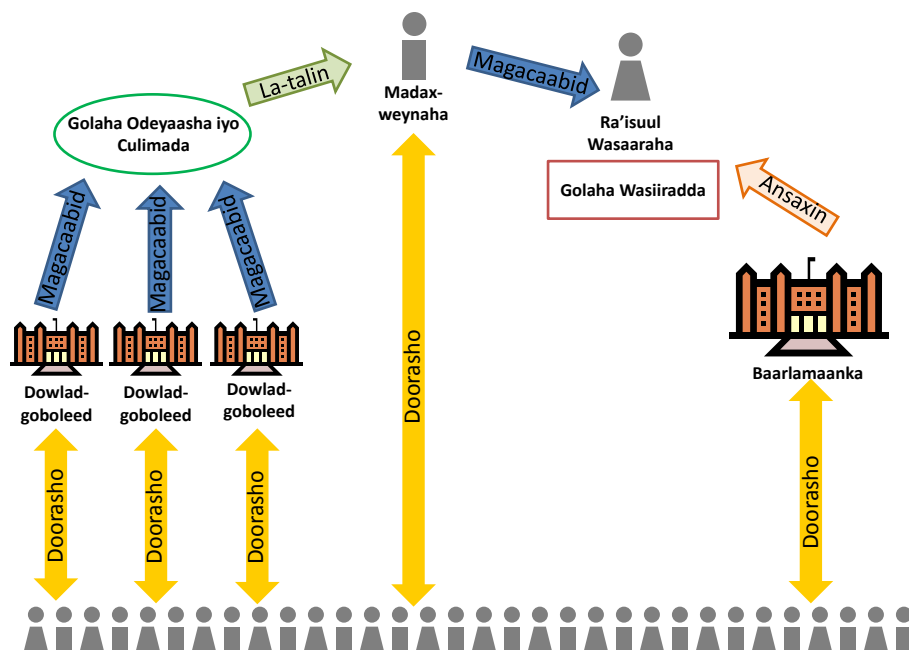 La-talin
Magacaabid
Madax-
weynaha
Ra’isuul
Wasaaraha
Golaha Odeyaasha iyo
Culimada
Golaha Wasiiradda
Ansaxin
Magacaabid
Magacaabid
Magacaabid
Dowlad-
goboleed
Dowlad-
goboleed
Dowlad-
goboleed
Baarlamaanka
Doorasho
Doorasho
Doorasho
Doorasho
Doorasho